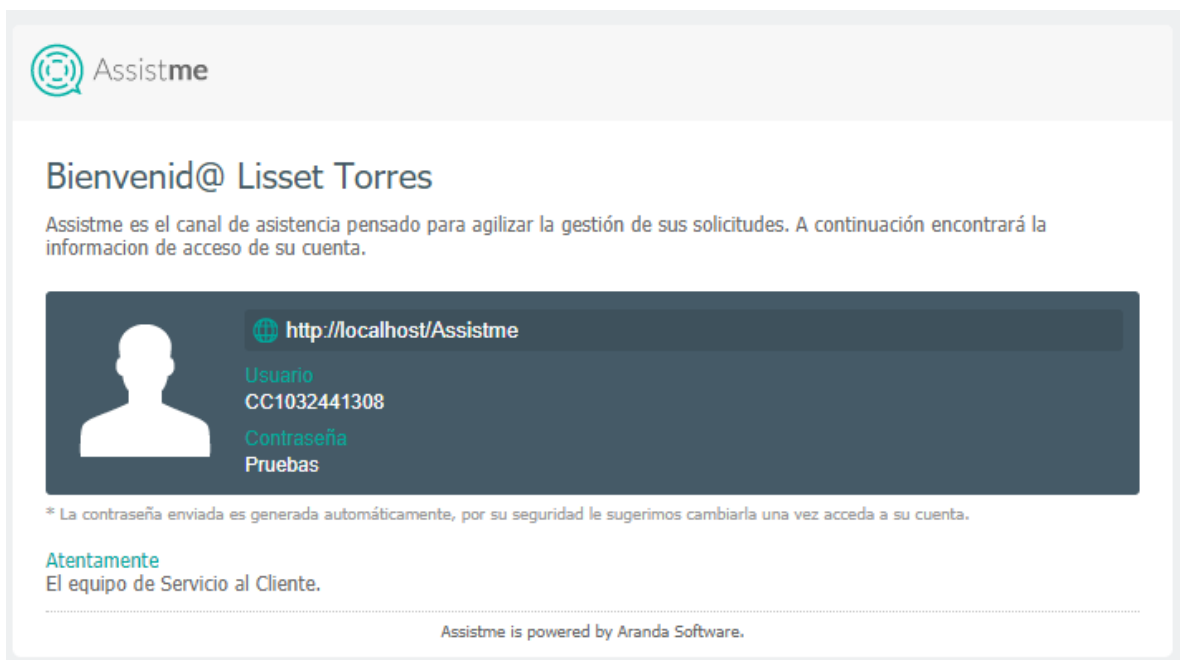 Assistme
Bienvenid@ Lisset Torres
Assistme es el canal de asistencia pensado para agilizar la gestión de sus solicitudes. A continuación encontrará la
informacion de acceso de su cuenta.
http://localhost/Assistme
Usuario
CC1032441308
Contraseña
Pruebas
* La contraseña enviada es generada automáticamente, por su seguridad le sugerimos cambiarla una vez acceda a su cuenta.
Atentamente
El equipo de Servicio al Cliente.
Assistme is powered by Aranda Software.